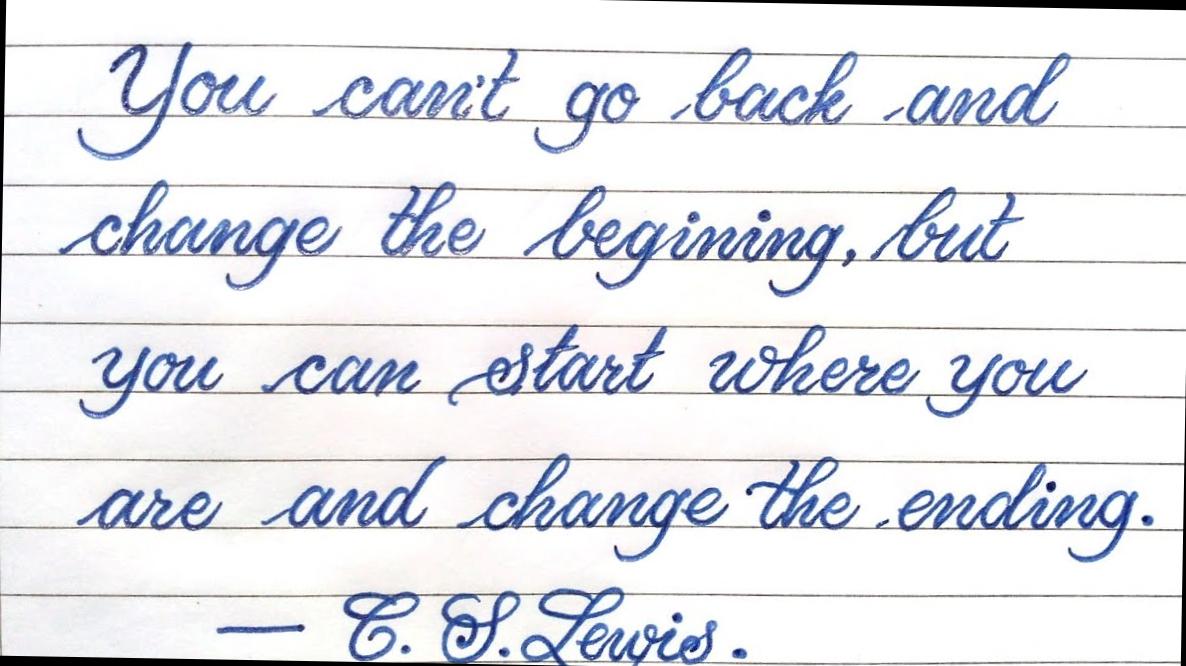 You can't go back and
change the begining, but
you can start where you
are and change the ending.
— C. S. Lewis.